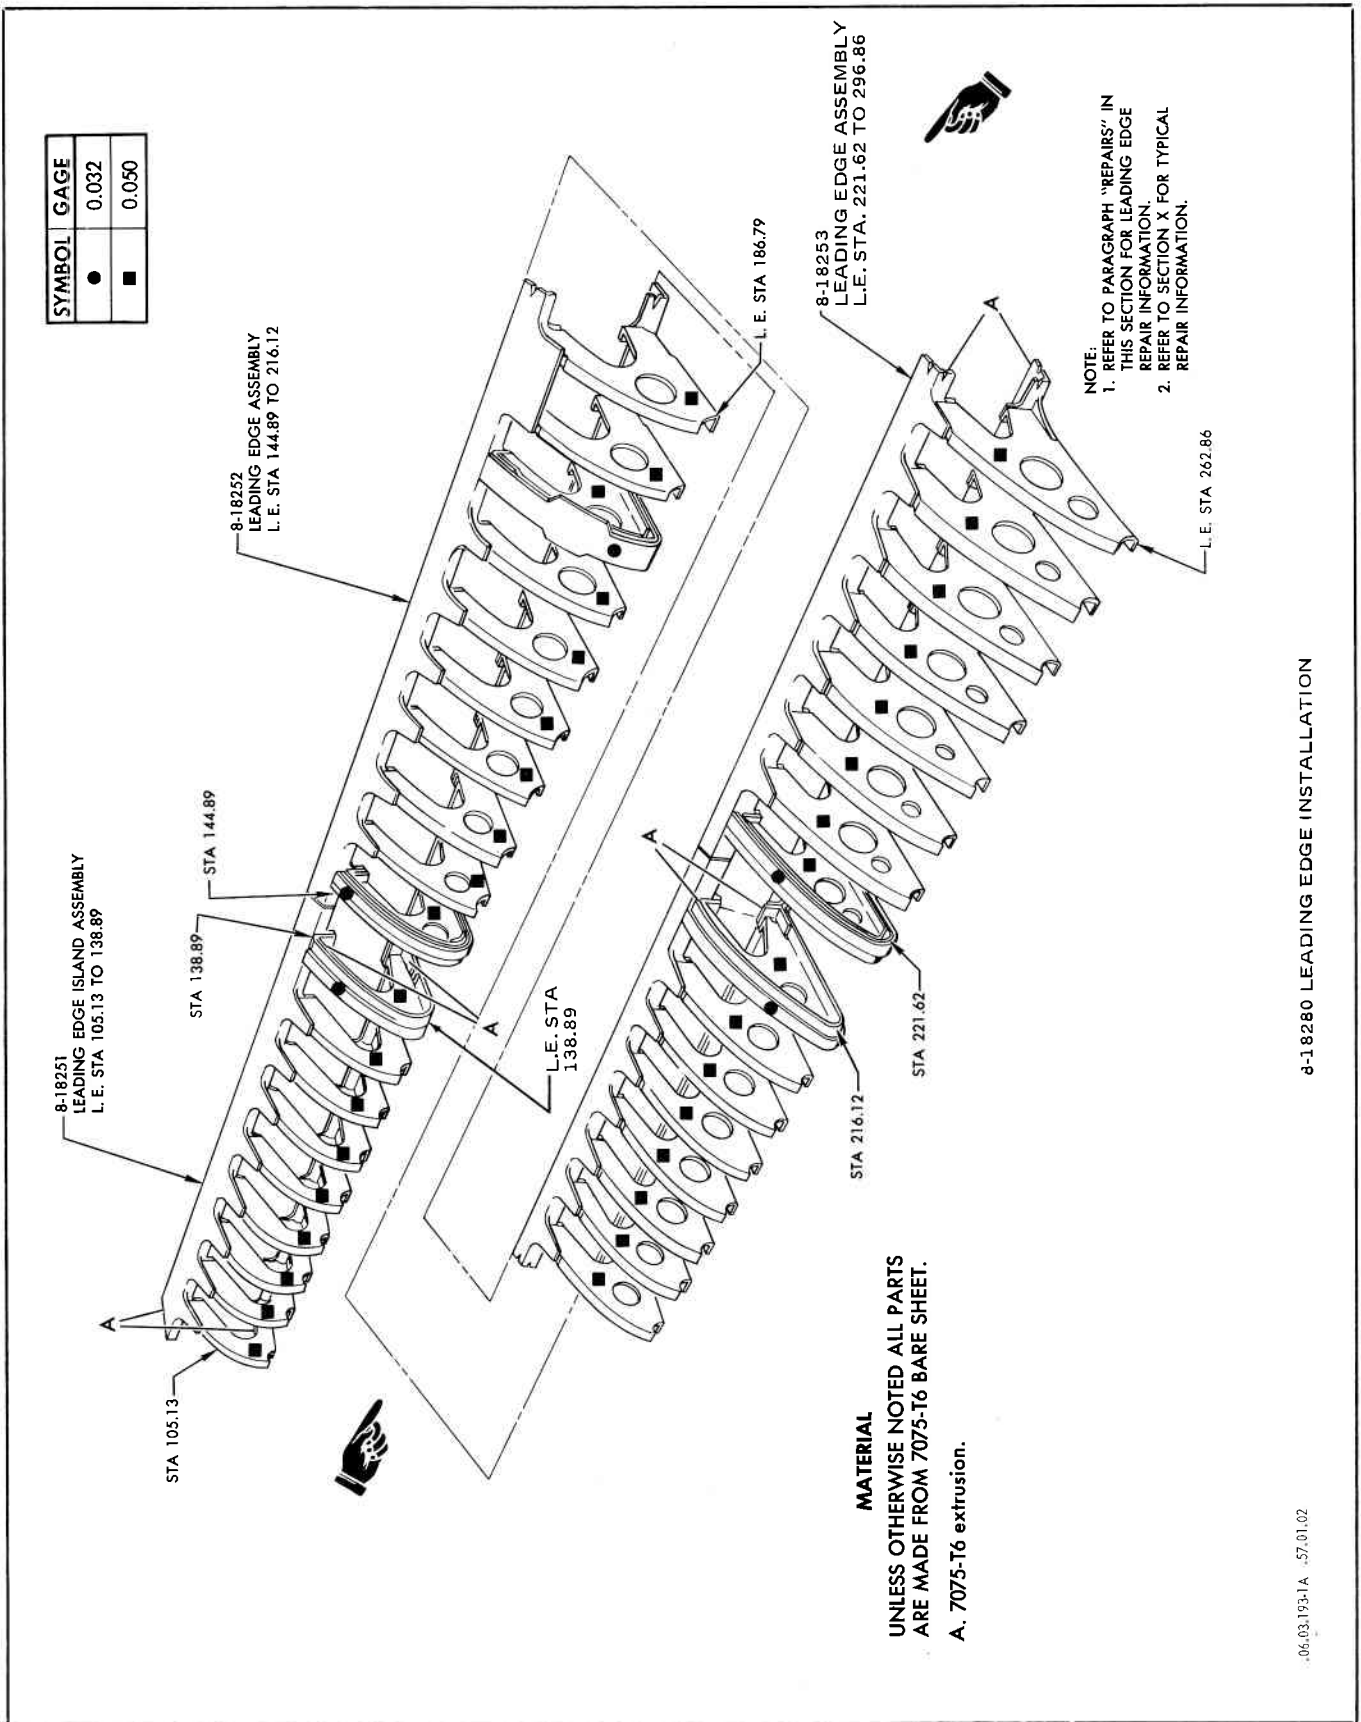 SYMBOL GAGE
● 0.032
■ 0.050
8-18251
LEADING EDGE ISLAND ASSEMBLY
L. E. STA 105.13 TO 138.89
8-18252
LEADING EDGE ASSEMBLY
L. E. STA 144.89 TO 216.12
STA 138.89
STA 144.89
A
STA 105.13
A
L.E. STA
138.89
L. E. STA 186.79
8-18253
LEADING EDGE ASSEMBLY
L.E. STA. 221.62 TO 296.86
A
A
STA 216.12
STA 221.62
L. E. STA 262.86
NOTE:
1. REFER TO PARAGRAPH "REPAIRS" IN
THIS SECTION FOR LEADING EDGE
REPAIR INFORMATION.
2. REFER TO SECTION X FOR TYPICAL
REPAIR INFORMATION.
MATERIAL
UNLESS OTHERWISE NOTED ALL PARTS
ARE MADE FROM 7075-T6 BARE SHEET.
A. 7075-T6 extrusion.
8-18280 LEADING EDGE INSTALLATION
.06.03.193-1A .57.01.02